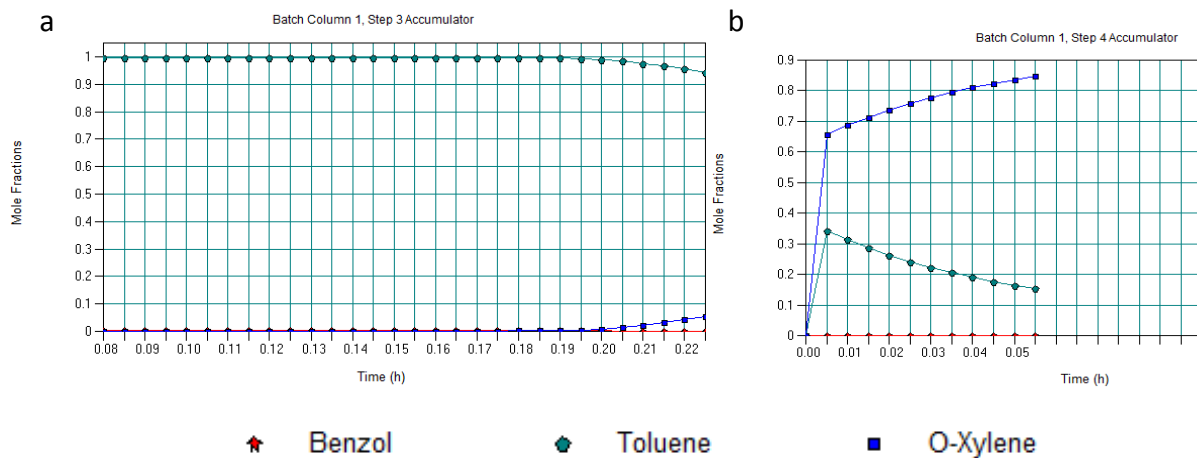 a
Batch Column 1, Step 3 Accumulator
Mole Fractions
1
0.9
0.8
0.7
0.6
0.5
0.4
0.3
0.2
0.1
0
0.08 0.09 0.10 0.11 0.12 0.13 0.14 0.15 0.16 0.17 0.18 0.19 0.20 0.21 0.22
Time (h)
b
Batch Column 1, Step 4 Accumulator
Mole Fractions
0.9
0.8
0.7
0.6
0.5
0.4
0.3
0.2
0.1
0
0.00 0.01 0.02 0.03 0.04 0.05
Time (h)
Benzol Toluene O-Xylene